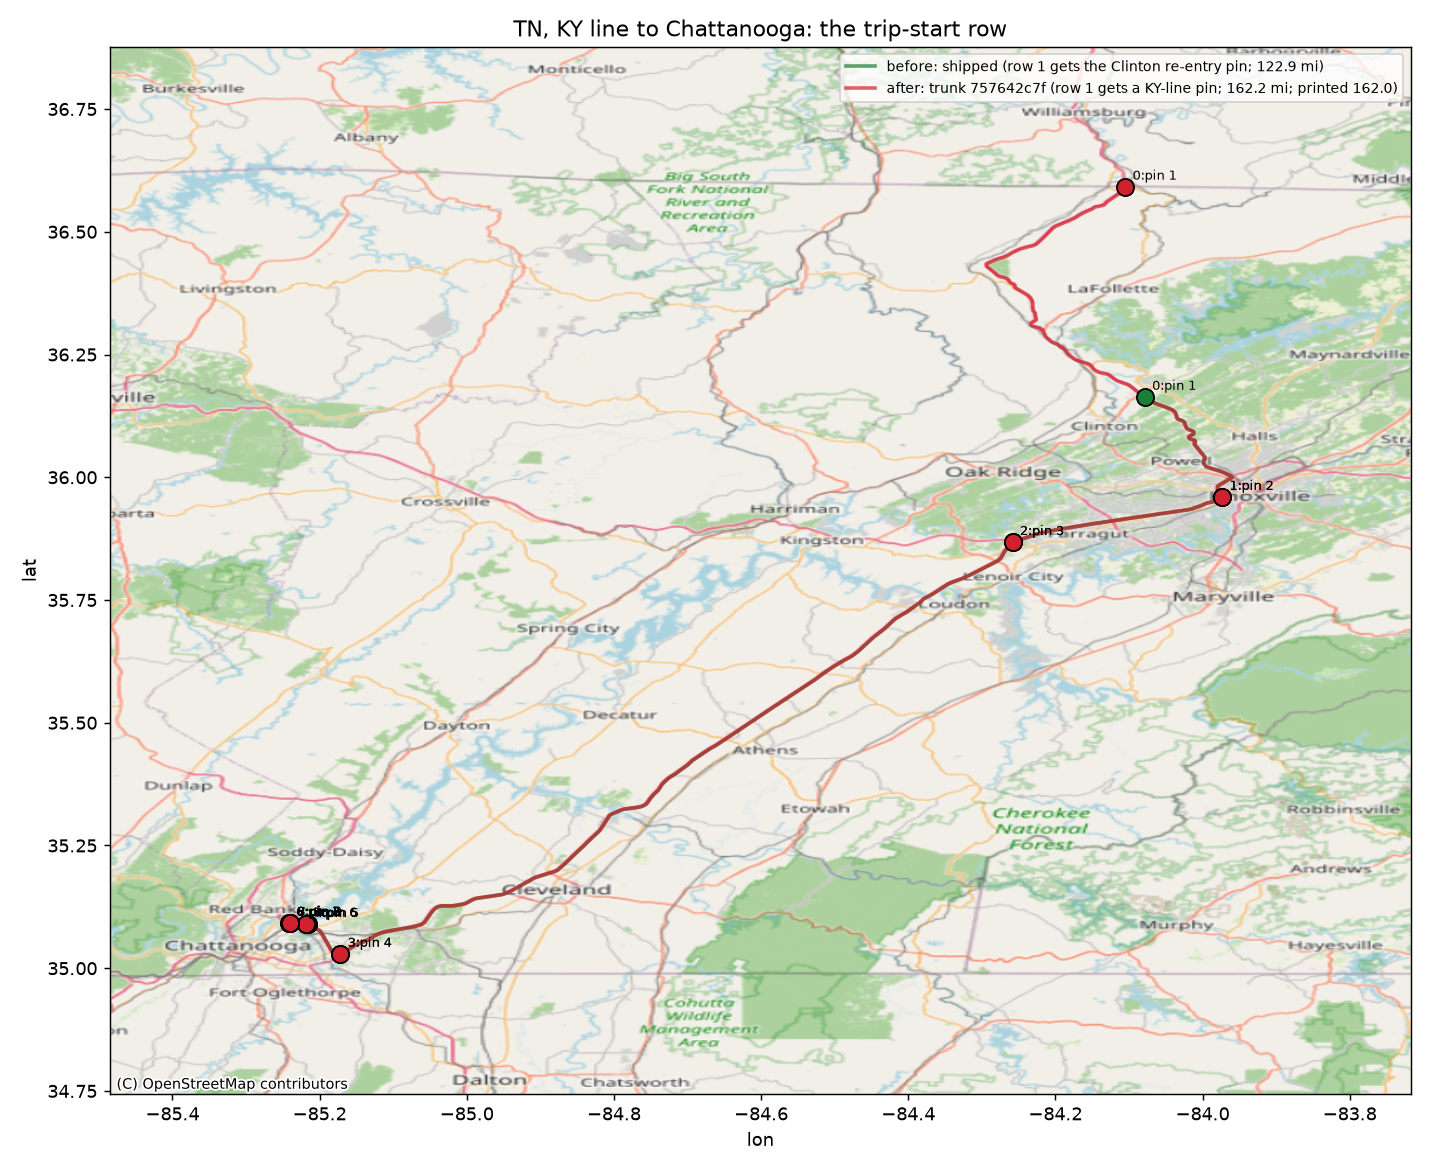 TN, KY line to Chattanooga: the trip-start row
before: shipped (row 1 gets the Clinton re-entry pin; 122.9 mi)
after: trunk 757642c7f (row 1 gets a KY-line pin; 162.2 mi; printed 162.0)
Monticello
Burkesville
Albany
Williamsburg
Big South
Fork National
River and
Recreation
Area
0:pin 1
Middle
Livingston
LaFollette
Maynardville
ville
0:pin 1
Clinton
Halls
Powell
Oak Ridge
Crossville
1:pin 2
noxville
Harriman
parta
2:pin 3
arragut
Kingston
Lenoir City
Loudon
Maryville
Spring City
Decatur
Dayton
Athens
Dunlap
Etowah
Cherokee
National
Forest
Robbinsville
Soddy-Daisy
Andrews
Cleveland
Red Bank
Murphy
Chattanooga
3:pin 4
Hayesville
Fort Oglethorpe
Cohutta
Wildlife
Management
Area
Dalton
Chatsworth
(C) OpenStreetMap contributors
36.75
36.50
36.25
36.00
35.75
35.50
35.25
35.00
34.75
lat
−85.4
−85.2
−85.0
−84.8
−84.6
−84.4
−84.2
−84.0
−83.8
lon